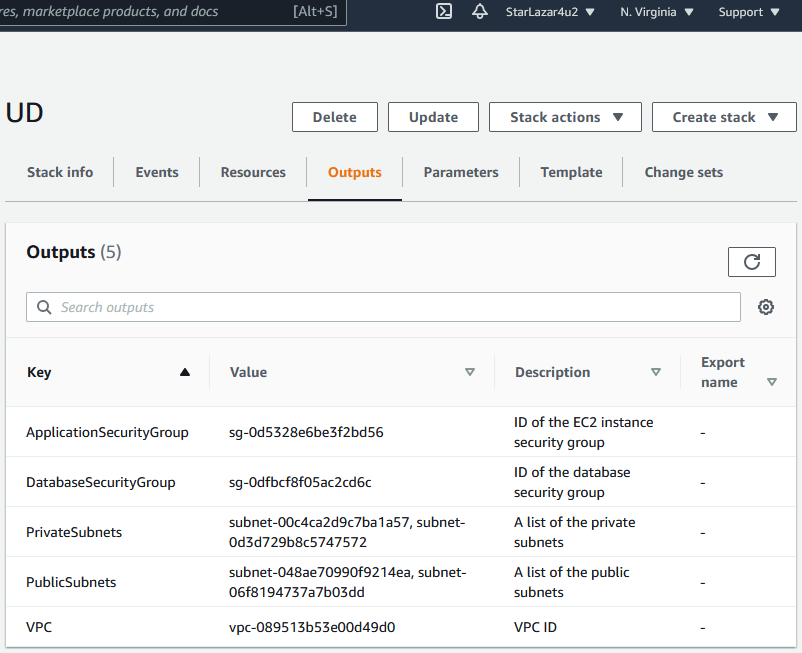 res, marketplace products, and docs [Alt+S] StarLazar4u2 N. Virginia Support
UD Delete Update Stack actions Create stack
Stack info Events Resources Outputs Parameters Template Change sets
Outputs (5)
Search outputs
Key Value Description Export name
ApplicationSecurityGroup sg-0d5328e6be3f2bd56 ID of the EC2 instance security group -
DatabaseSecurityGroup sg-0dfbcf8f05ac2cd6c ID of the database security group -
PrivateSubnets subnet-00c4ca2d9c7ba1a57, subnet-0d3d729b8c5747572 A list of the private subnets -
PublicSubnets subnet-048ae70990f9214ea, subnet-06f8194737a7b03dd A list of the public subnets -
VPC vpc-089513b53e00d49d0 VPC ID -